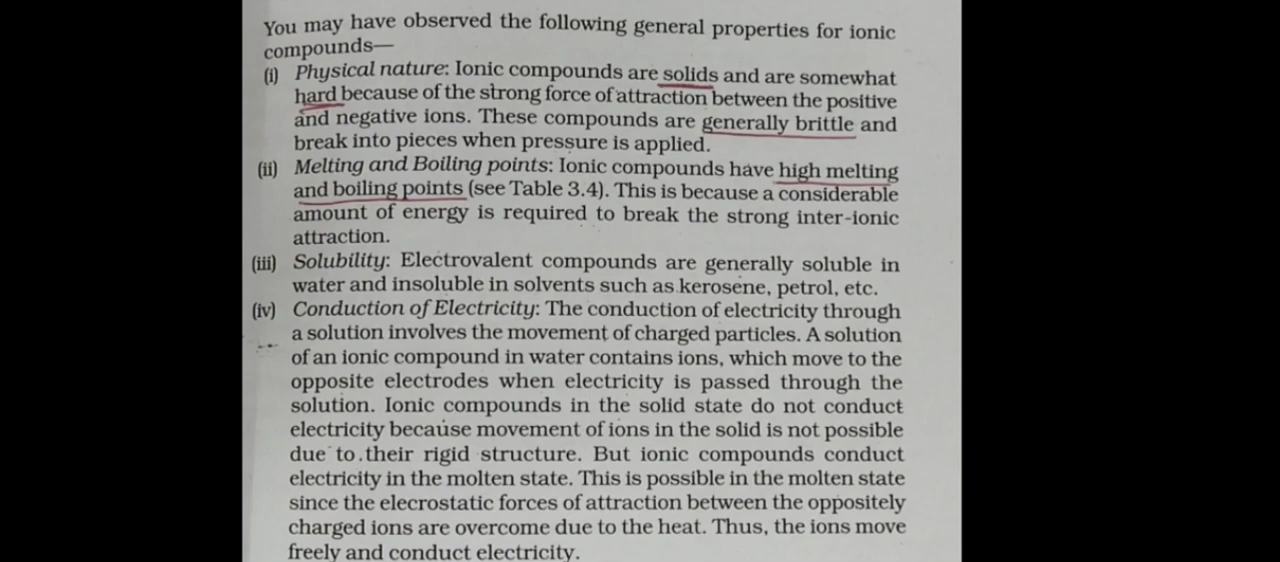 You may have observed the following general properties for ionic
compounds—
(i) Physical nature: Ionic compounds are solids and are somewhat
hard because of the strong force of attraction between the positive
and negative ions. These compounds are generally brittle and
break into pieces when pressure is applied.
(ii) Melting and Boiling points: Ionic compounds have high melting
and boiling points (see Table 3.4). This is because a considerable
amount of energy is required to break the strong inter-ionic
attraction.
(iii) Solubility: Electrovalent compounds are generally soluble in
water and insoluble in solvents such as kerosene, petrol, etc.
(iv) Conduction of Electricity: The conduction of electricity through
a solution involves the movement of charged particles. A solution
of an ionic compound in water contains ions, which move to the
opposite electrodes when electricity is passed through the
solution. Ionic compounds in the solid state do not conduct
electricity because movement of ions in the solid is not possible
due to their rigid structure. But ionic compounds conduct
electricity in the molten state. This is possible in the molten state
since the elecrostatic forces of attraction between the oppositely
charged ions are overcome due to the heat. Thus, the ions move
freely and conduct electricity.